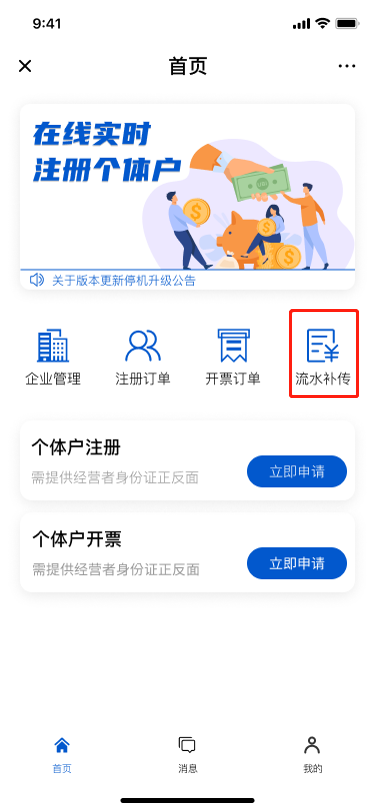 9:41
首页
在线实时
注册个体户
关于版本更新停机升级公告
企业管理 注册订单 开票订单 流水补传
个体户注册
需提供经营者身份证正反面
立即申请
个体户开票
需提供经营者身份证正反面
立即申请
首页 消息 我的